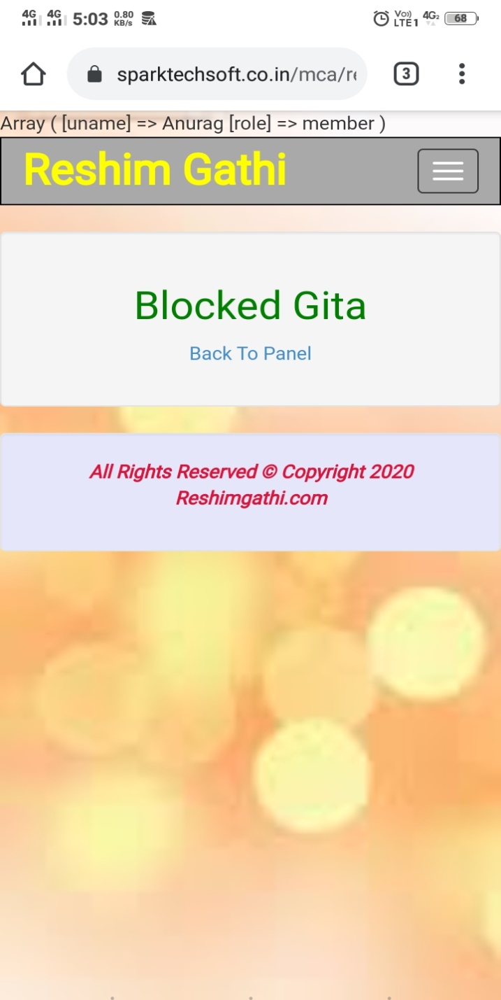 4G 4G 5:03 0.80 KB/s Vo)) LTE1 4G2 68
sparktechsoft.co.in/mca/re 3
Array ( [uname] => Anurag [role] => member )
Reshim Gathi
Blocked Gita
Back To Panel
All Rights Reserved © Copyright 2020
Reshimgathi.com